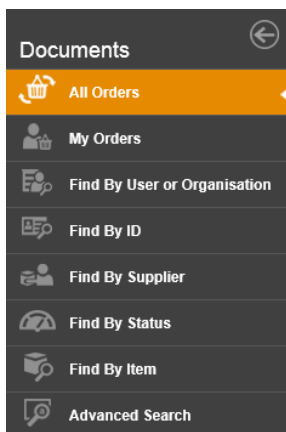 Documents
All Orders
My Orders
Find By User or Organisation
Find By ID
Find By Supplier
Find By Status
Find By Item
Advanced Search